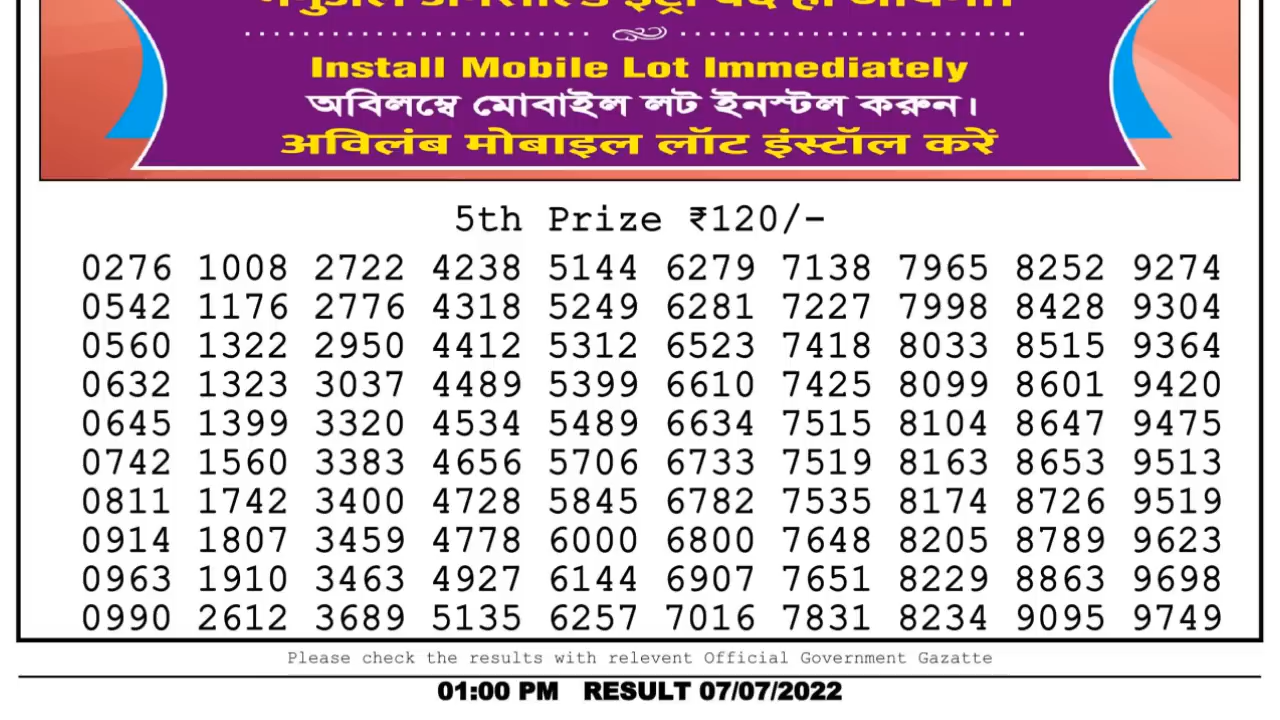 Install Mobile Lot Immediately
অবিলম্বে মোবাইল লট ইনস্টল করুন।
अविलंब मोबाइल लॉट इंस्टॉल करें
5th Prize ₹120/-
0276 1008 2722 4238 5144 6279 7138 7965 8252 9274
0542 1176 2776 4318 5249 6281 7227 7998 8428 9304
0560 1322 2950 4412 5312 6523 7418 8033 8515 9364
0632 1323 3037 4489 5399 6610 7425 8099 8601 9420
0645 1399 3320 4534 5489 6634 7515 8104 8647 9475
0742 1560 3383 4656 5706 6733 7519 8163 8653 9513
0811 1742 3400 4728 5845 6782 7535 8174 8726 9519
0914 1807 3459 4778 6000 6800 7648 8205 8789 9623
0963 1910 3463 4927 6144 6907 7651 8229 8863 9698
0990 2612 3689 5135 6257 7016 7831 8234 9095 9749
Please check the results with relevent Official Government Gazatte
01:00 PM RESULT 07/07/2022